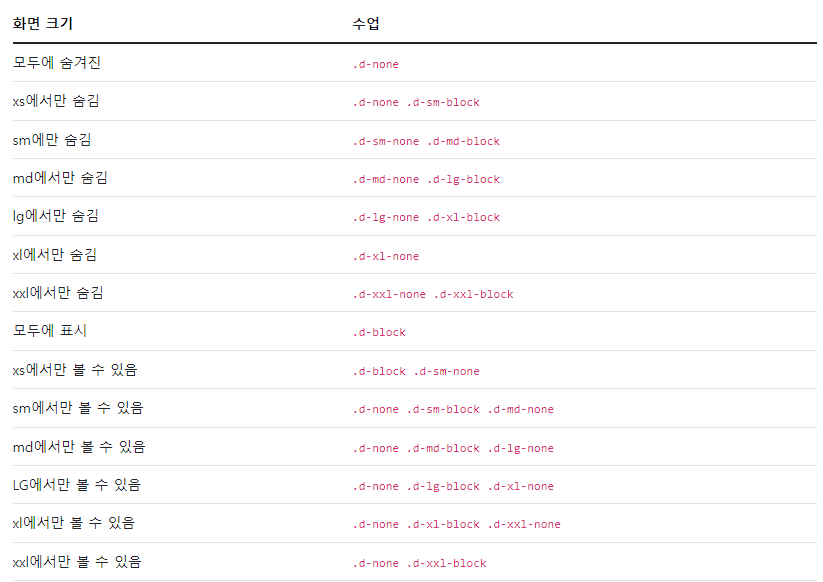 화면 크기 수업
모두에 숨겨진 .d-none
xs에서만 숨김 .d-none .d-sm-block
sm에만 숨김 .d-sm-none .d-md-block
md에서만 숨김 .d-md-none .d-lg-block
lg에서만 숨김 .d-lg-none .d-xl-block
xl에서만 숨김 .d-xl-none
xxl에서만 숨김 .d-xxl-none .d-xxl-block
모두에 표시 .d-block
xs에서만 볼 수 있음 .d-block .d-sm-none
sm에서만 볼 수 있음 .d-none .d-sm-block .d-md-none
md에서만 볼 수 있음 .d-none .d-md-block .d-lg-none
LG에서만 볼 수 있음 .d-none .d-lg-block .d-xl-none
xl에서만 볼 수 있음 .d-none .d-xl-block .d-xxl-none
xxl에서만 볼 수 있음 .d-none .d-xxl-block